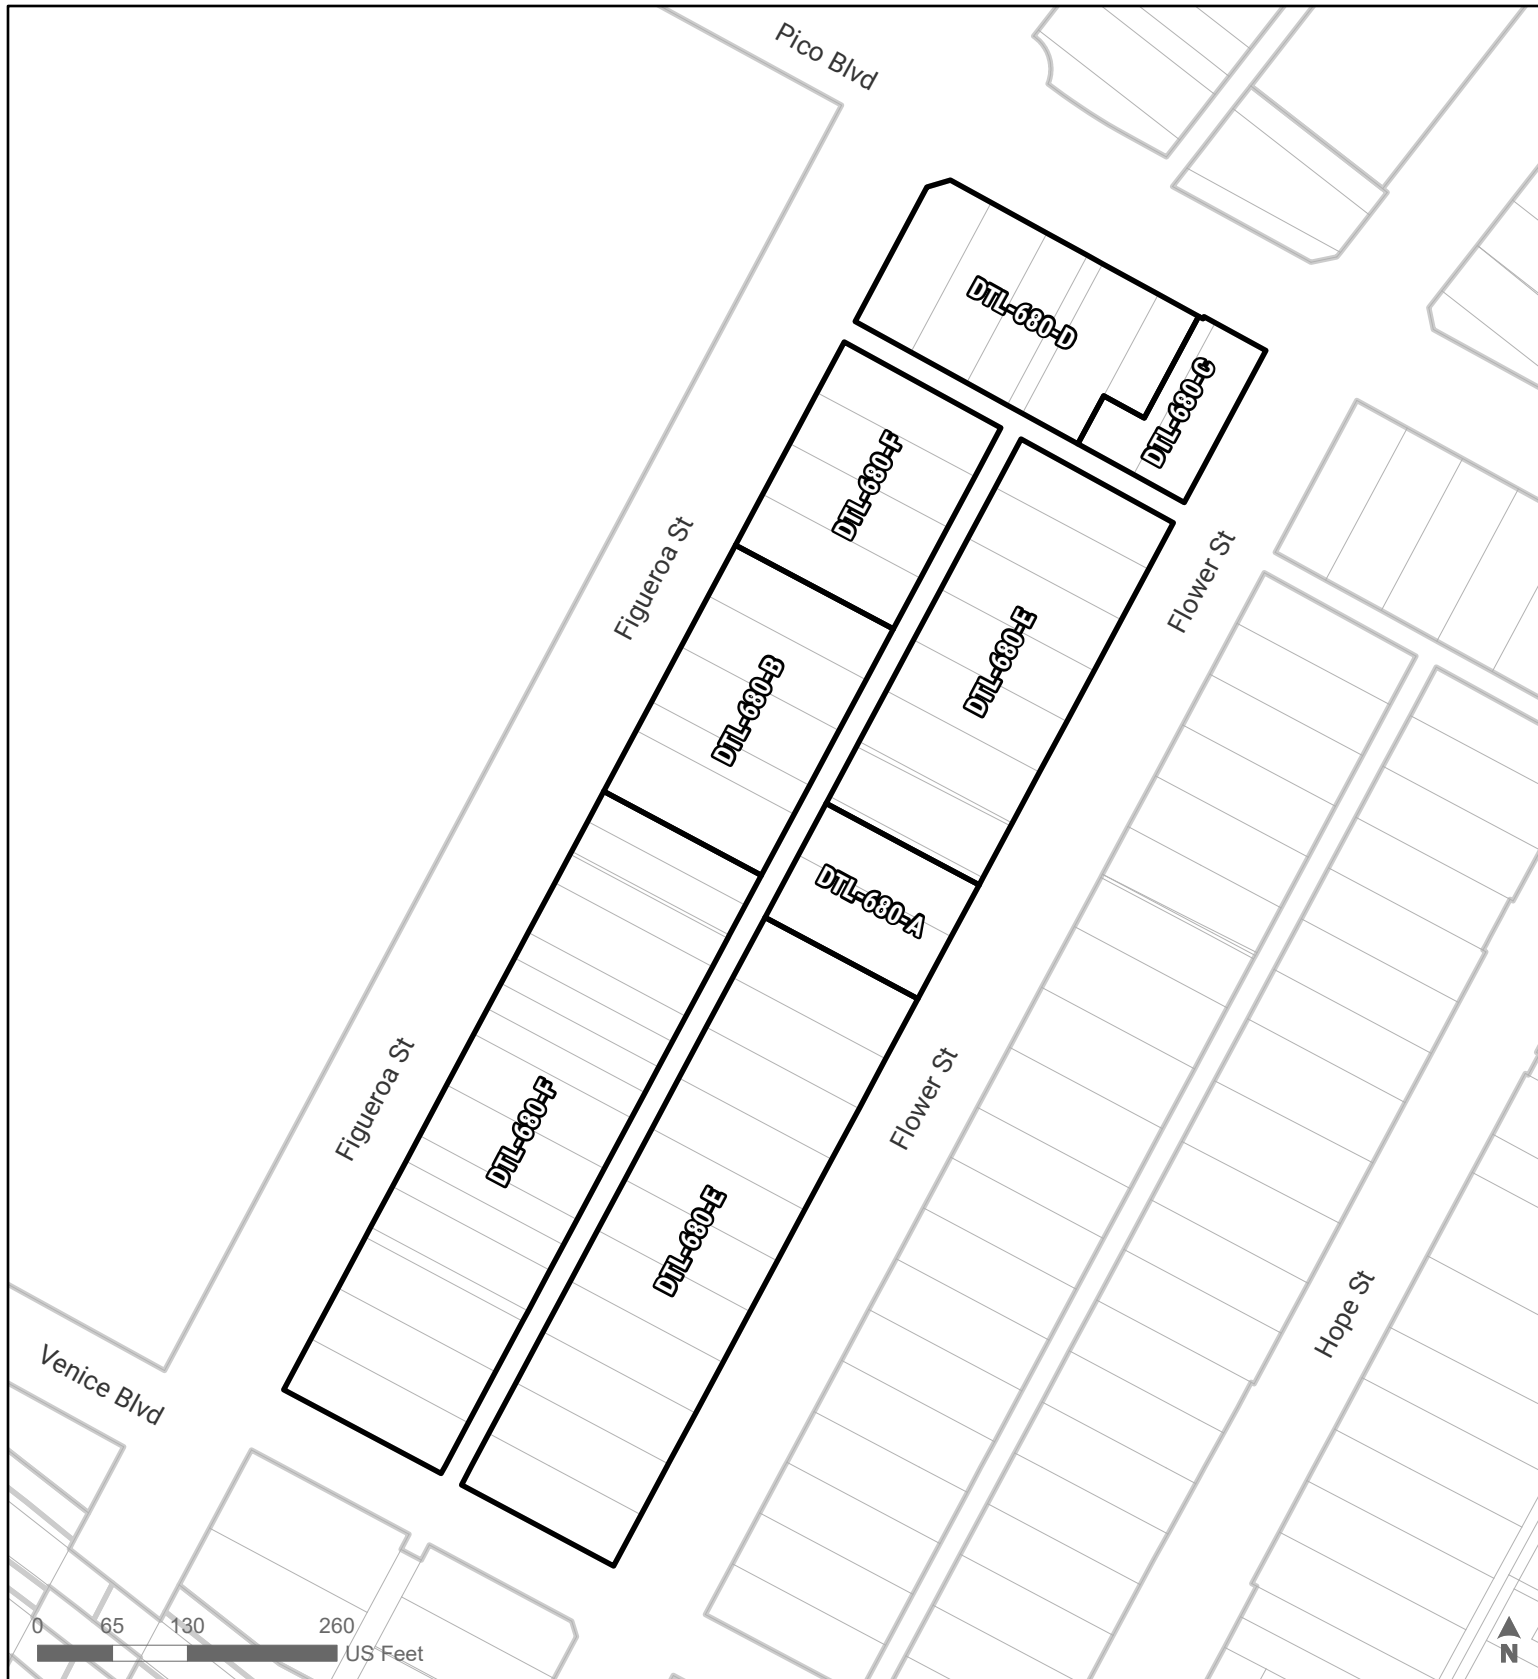 Pico Blvd
DTL-680-D
DTL-680-C
DTL-680-F
Figueroa St
Flower St
DTL-680-E
DTL-680-B
DTL-680-A
Figueroa St
Flower St
DTL-680-F
DTL-680-E
Hope St
Venice Blvd
0 65 130 260
US Feet
N